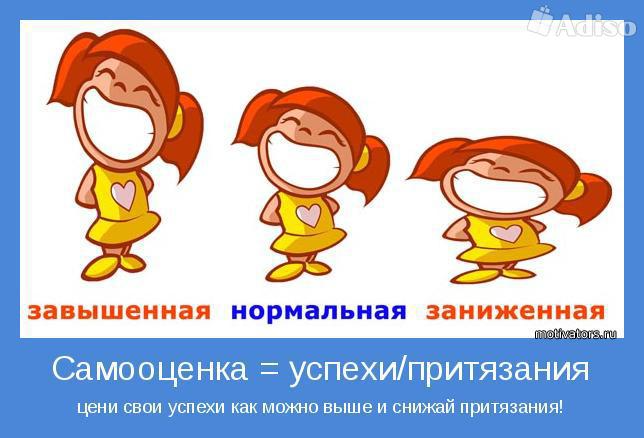 Adiso
завышенная нормальная заниженная
motivators.ru
Самооценка = успехи/притязания
цени свои успехи как можно выше и снижай притязания!